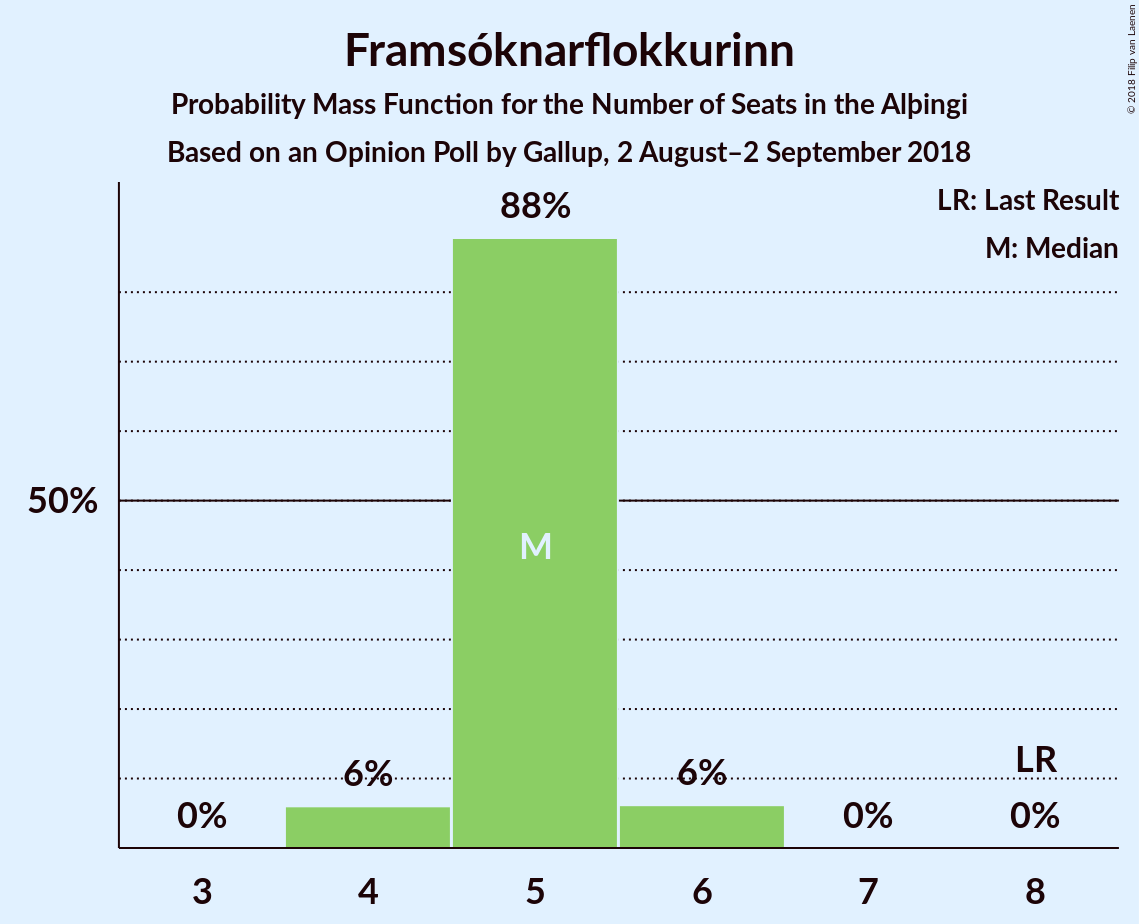 Framsóknarflokkurinn
Probability Mass Function for the Number of Seats in the Alþingi
Based on an Opinion Poll by Gallup, 2 August–2 September 2018
© 2018 Filip van Laenen
LR: Last Result
M: Median
88%
50%
M
LR
6%
6%
0%
0%
0%
3 4 5 6 7 8